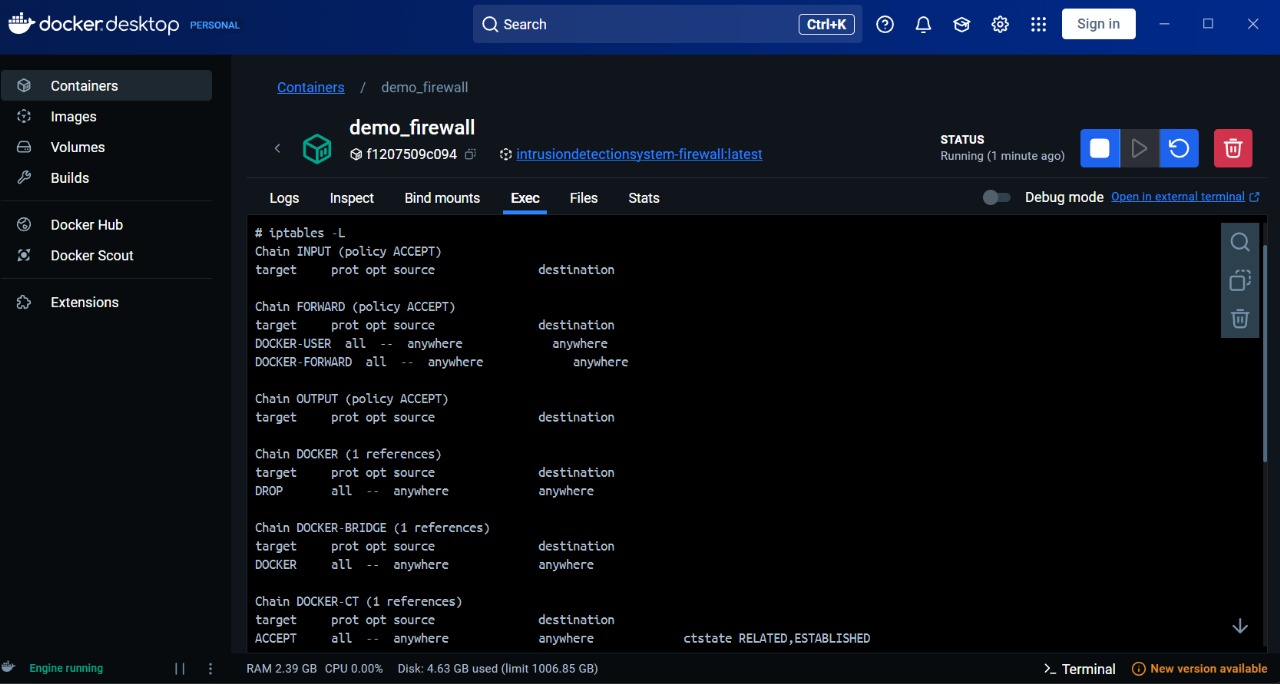 docker.desktop PERSONAL
Search Ctrl+K
Sign in
Containers
Images
Volumes
Builds
Docker Hub
Docker Scout
Extensions
Containers / demo_firewall
demo_firewall
f1207509c094 intrusiondetectionsystem-firewall:latest
STATUS
Running (1 minute ago)
Logs Inspect Bind mounts Exec Files Stats
Debug mode Open in external terminal
# iptables -L
Chain INPUT (policy ACCEPT)
target     prot opt source               destination
Chain FORWARD (policy ACCEPT)
target     prot opt source               destination
DOCKER-USER  all  --  anywhere             anywhere
DOCKER-FORWARD  all  --  anywhere             anywhere
Chain OUTPUT (policy ACCEPT)
target     prot opt source               destination
Chain DOCKER (1 references)
target     prot opt source               destination
DROP       all  --  anywhere             anywhere
Chain DOCKER-BRIDGE (1 references)
target     prot opt source               destination
DOCKER     all  --  anywhere             anywhere
Chain DOCKER-CT (1 references)
target     prot opt source               destination
ACCEPT     all  --  anywhere             anywhere             ctstate RELATED,ESTABLISHED
Engine running
RAM 2.39 GB CPU 0.00% Disk: 4.63 GB used (limit 1006.85 GB)
>_ Terminal
New version available